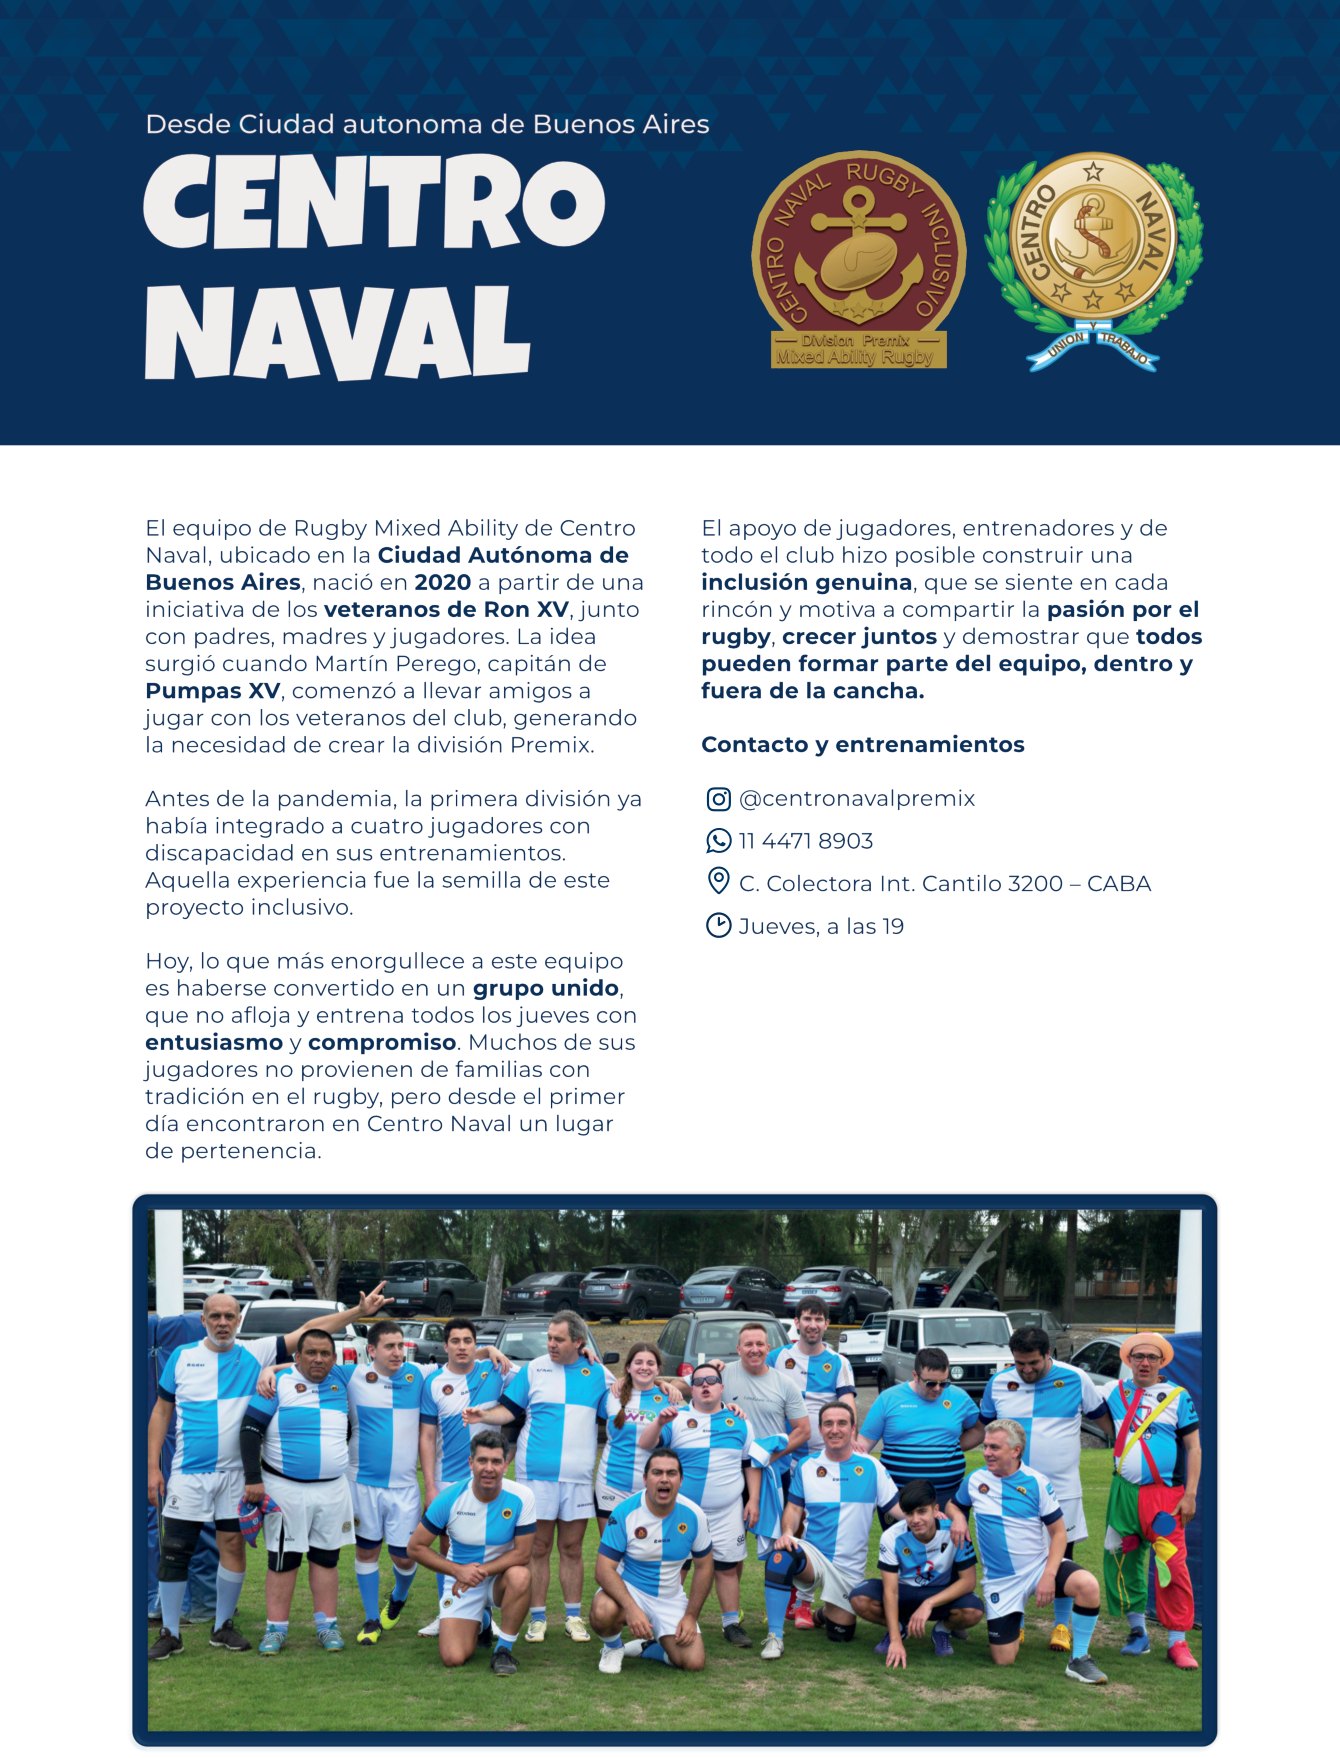 Desde Ciudad autonoma de Buenos Aires
CENTRO
NAVAL
CENTRO NAVAL RUGBY INCLUSIVO
Division Premix
Mixed Ability Rugby
CENTRO NAVAL
UNION Y TRABAJO
El equipo de Rugby Mixed Ability de Centro
Naval, ubicado en la Ciudad Autónoma de
Buenos Aires, nació en 2020 a partir de una
iniciativa de los veteranos de Ron XV, junto
con padres, madres y jugadores. La idea
surgió cuando Martín Perego, capitán de
Pumpas XV, comenzó a llevar amigos a
jugar con los veteranos del club, generando
la necesidad de crear la división Premix.
Antes de la pandemia, la primera división ya
había integrado a cuatro jugadores con
discapacidad en sus entrenamientos.
Aquella experiencia fue la semilla de este
proyecto inclusivo.
Hoy, lo que más enorgullece a este equipo
es haberse convertido en un grupo unido,
que no afloja y entrena todos los jueves con
entusiasmo y compromiso. Muchos de sus
jugadores no provienen de familias con
tradición en el rugby, pero desde el primer
día encontraron en Centro Naval un lugar
de pertenencia.
El apoyo de jugadores, entrenadores y de
todo el club hizo posible construir una
inclusión genuina, que se siente en cada
rincón y motiva a compartir la pasión por el
rugby, crecer juntos y demostrar que todos
pueden formar parte del equipo, dentro y
fuera de la cancha.
Contacto y entrenamientos
@centronavalpremix
11 4471 8903
C. Colectora Int. Cantilo 3200 – CABA
Jueves, a las 19